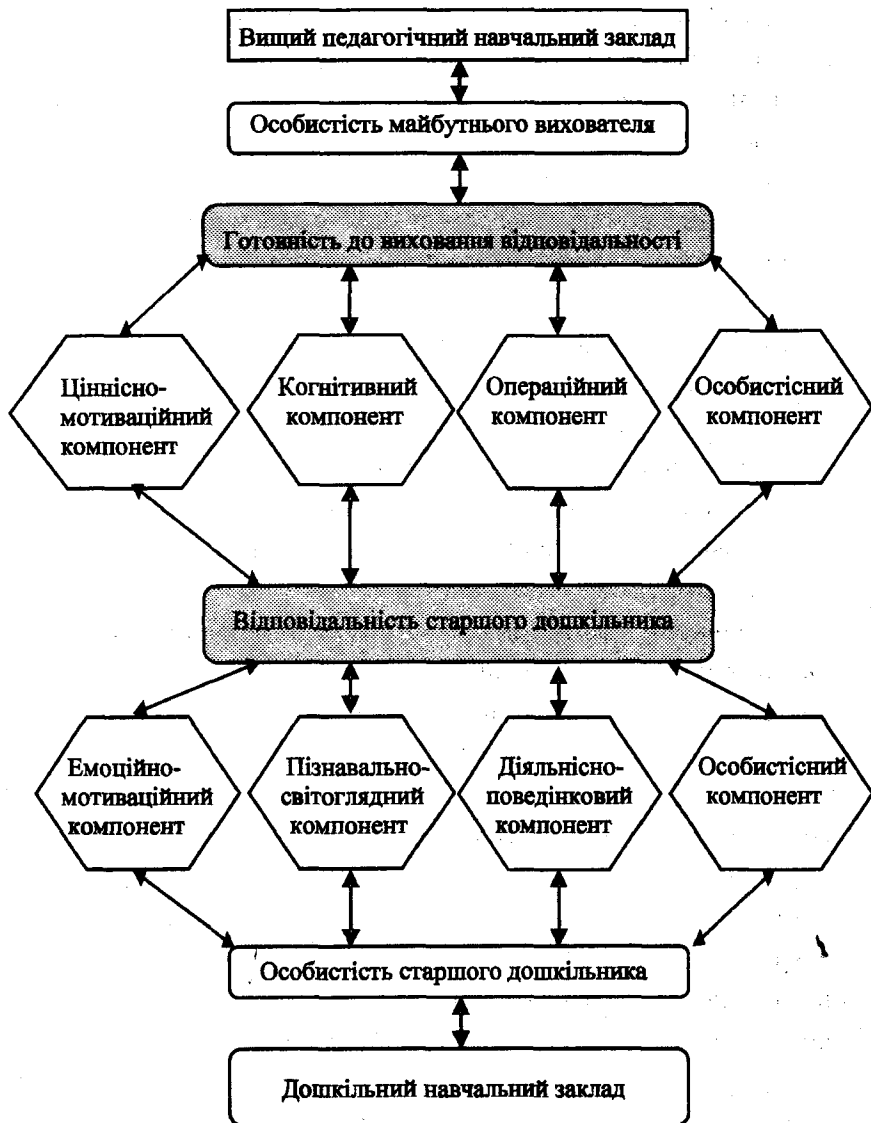 Вищий педагогічний навчальний заклад
Особистість майбутнього вихователя
Готовність до виховання відповідальності
Ціннісно-
мотиваційний
компонент
Когнітивний
компонент
Операційний
компонент
Особистісний
компонент
Відповідальність старшого дошкільника
Емоційно-
мотиваційний
компонент
Пізнавально-
світоглядний
компонент
Діяльнісно-
поведінковий
компонент
Особистісний
компонент
Особистість старшого дошкільника
Дошкільний навчальний заклад